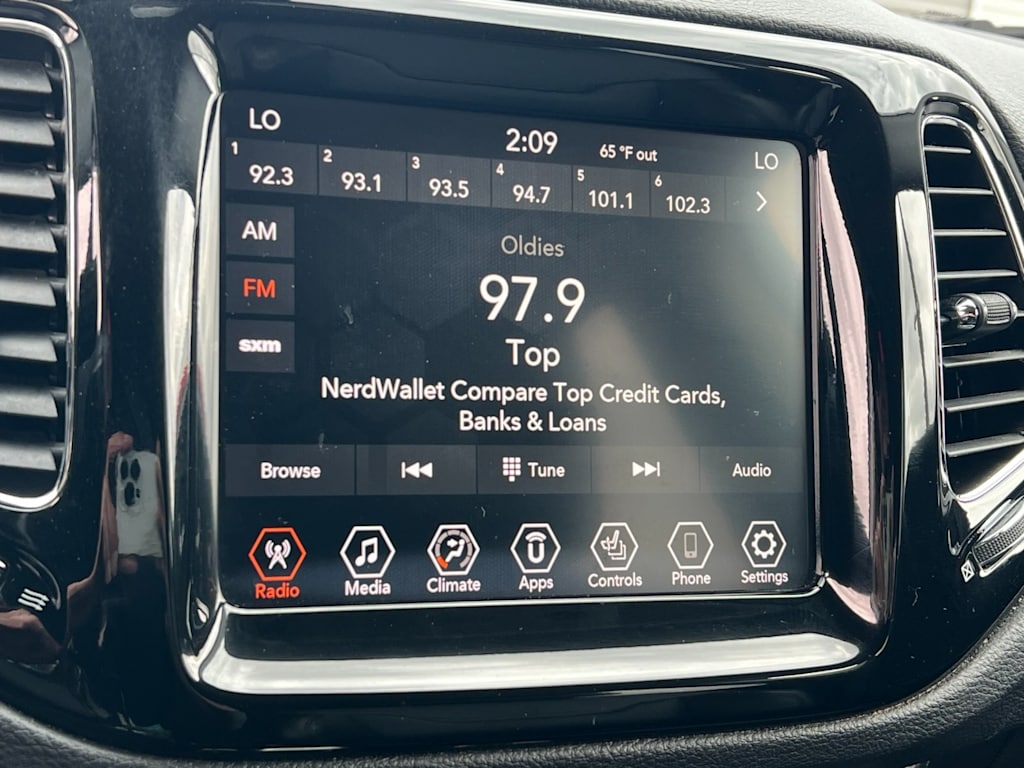 LO 2:09 65 °F out LO
1 92.3 2 93.1 3 93.5 4 94.7 5 101.1 6 102.3
AM
FM
sxm
Oldies
97.9
Top
NerdWallet Compare Top Credit Cards,
Banks & Loans
Browse Tune Audio
Radio Media Climate Apps Controls Phone Settings